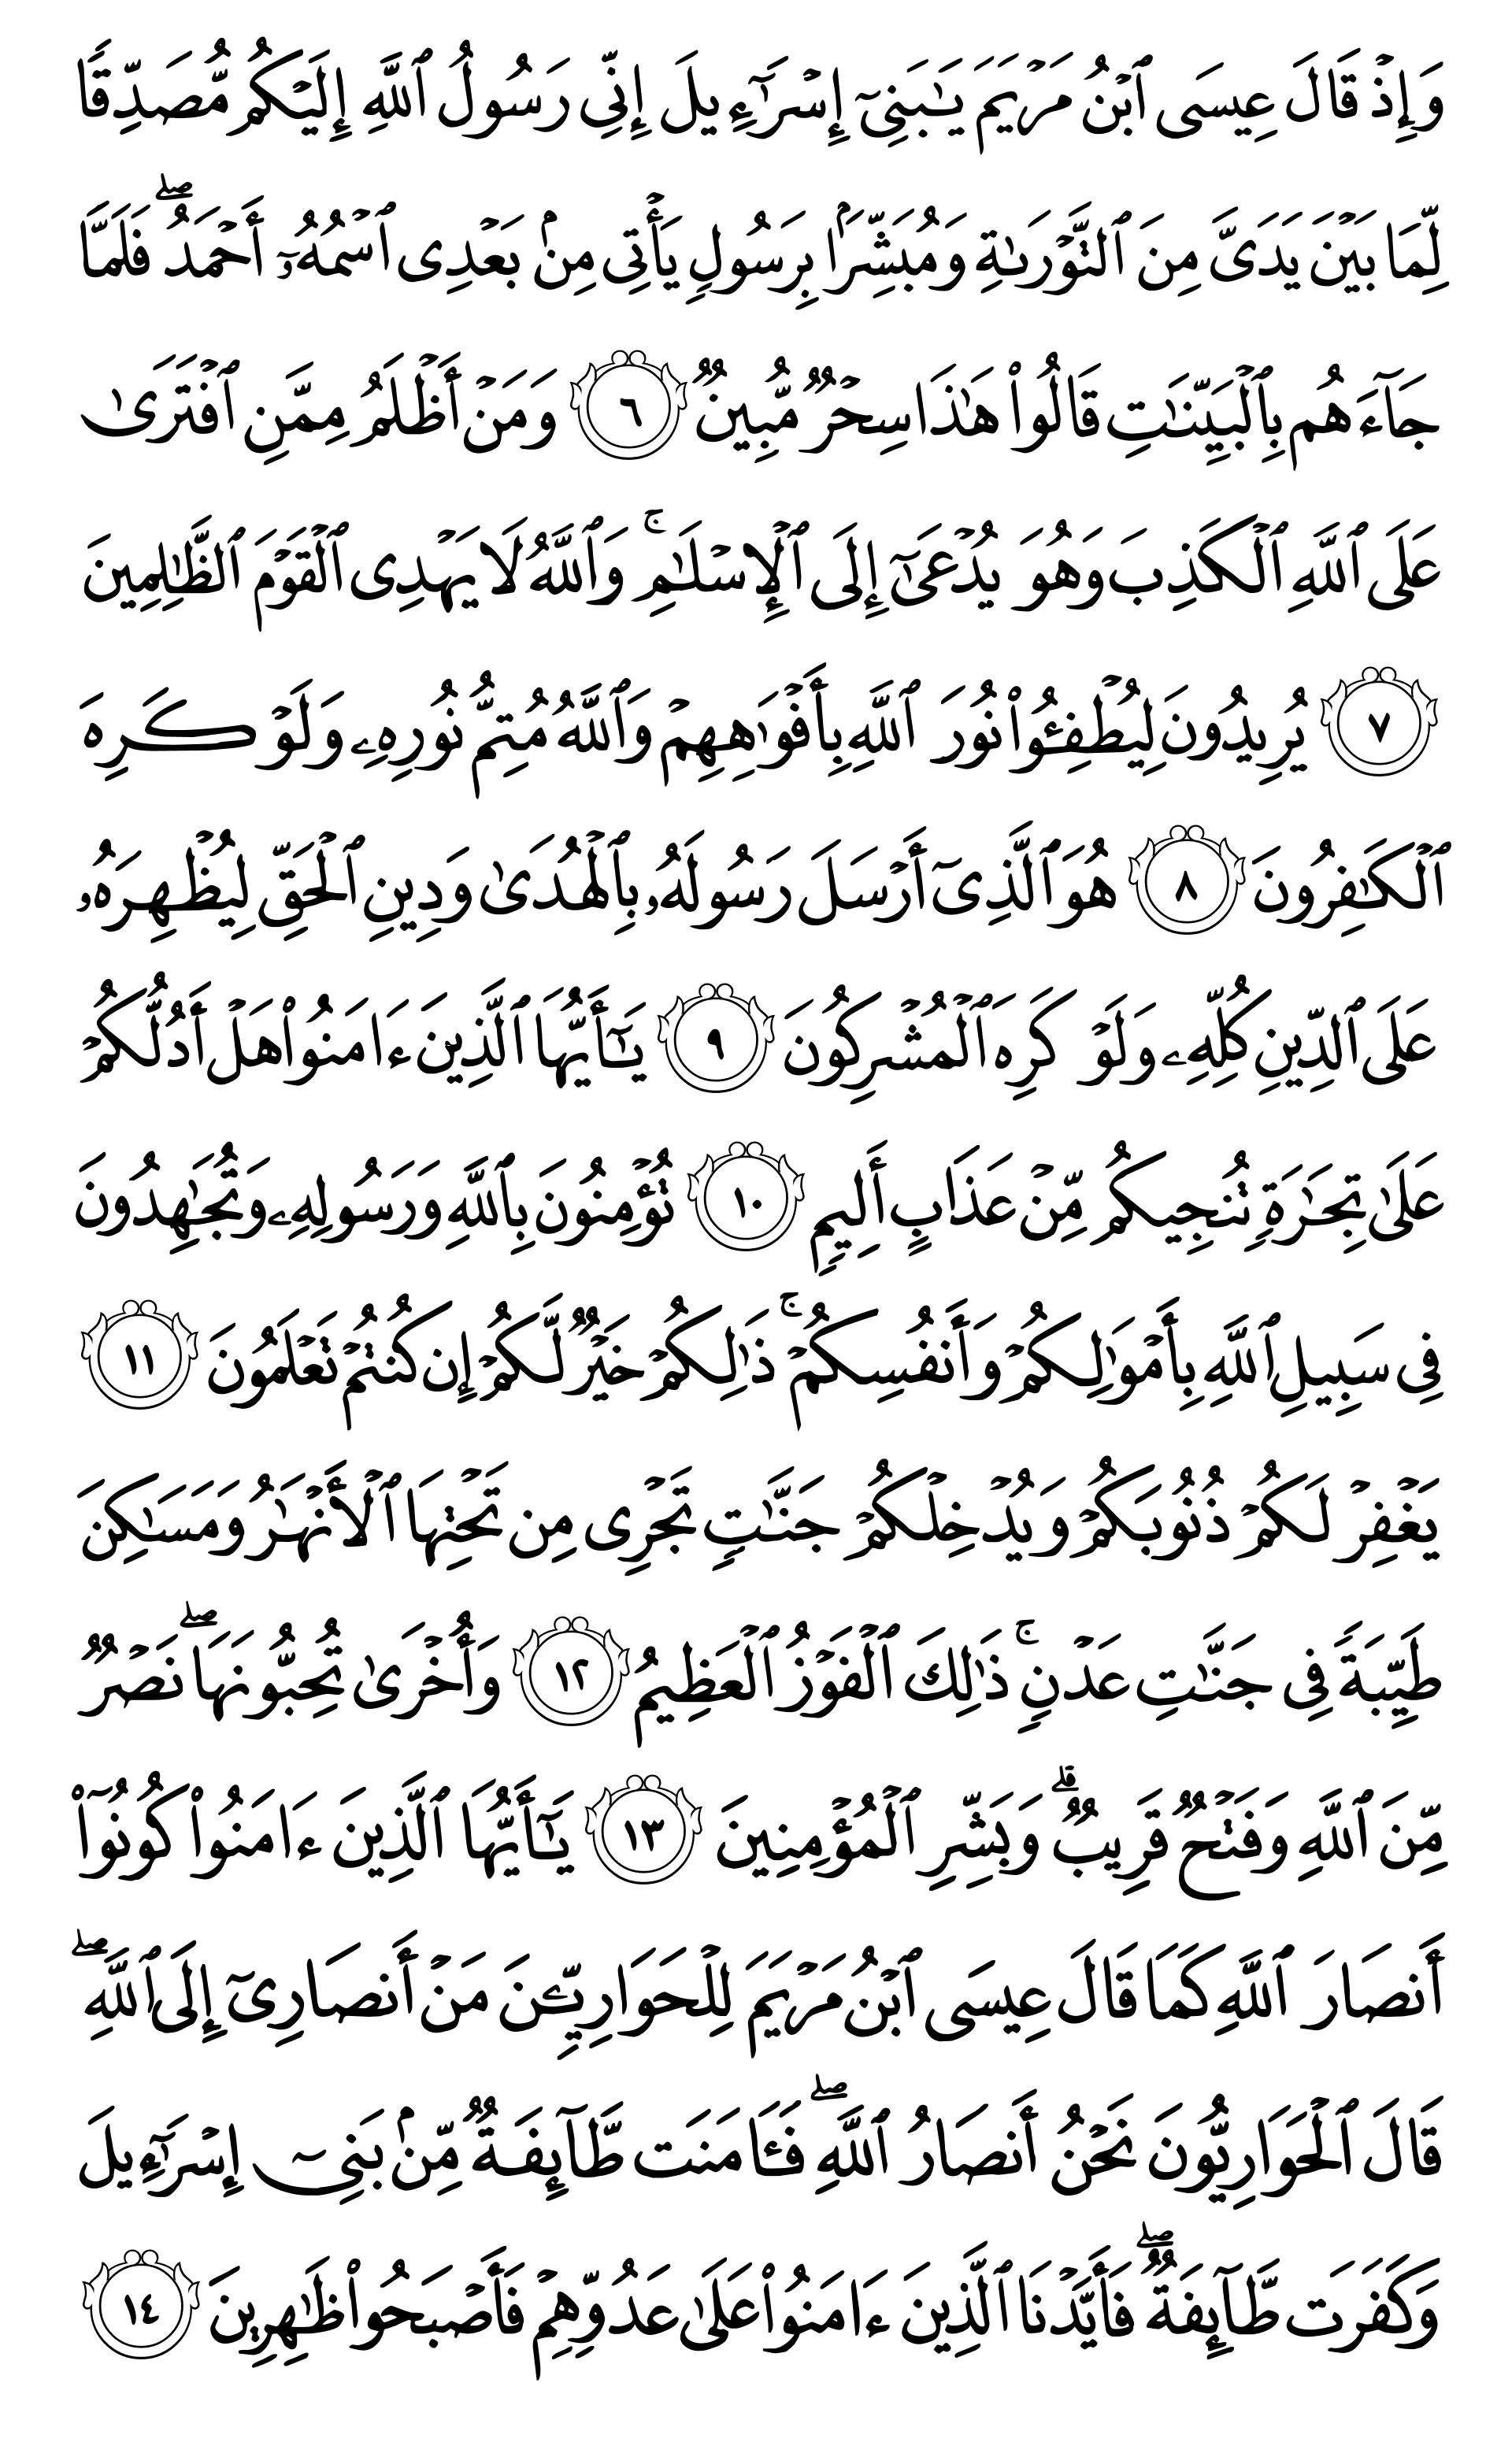 وَإِذْ قَالَ عِيسَى ٱبْنُ مَرْيَمَ يَـٰبَنِىٓ إِسْرَٰٓءِيلَ إِنِّى رَسُولُ ٱللَّهِ إِلَيْكُم مُّصَدِّقًا
لِّمَا بَيْنَ يَدَىَّ مِنَ ٱلتَّوْرَىٰةِ وَمُبَشِّرًۢا بِرَسُولٍ يَأْتِى مِنۢ بَعْدِى ٱسْمُهُۥٓ أَحْمَدُ ۖ فَلَمَّا
جَآءَهُم بِٱلْبَيِّنَـٰتِ قَالُوا۟ هَـٰذَا سِحْرٌ مُّبِينٌ ٦ وَمَنْ أَظْلَمُ مِمَّنِ ٱفْتَرَىٰ
عَلَى ٱللَّهِ ٱلْكَذِبَ وَهُوَ يُدْعَىٰٓ إِلَى ٱلْإِسْلَـٰمِ ۚ وَٱللَّهُ لَا يَهْدِى ٱلْقَوْمَ ٱلظَّـٰلِمِينَ
٧ يُرِيدُونَ لِيُطْفِـُٔوا۟ نُورَ ٱللَّهِ بِأَفْوَٰهِهِمْ وَٱللَّهُ مُتِمُّ نُورِهِۦ وَلَوْ كَرِهَ
ٱلْكَـٰفِرُونَ ٨ هُوَ ٱلَّذِىٓ أَرْسَلَ رَسُولَهُۥ بِٱلْهُدَىٰ وَدِينِ ٱلْحَقِّ لِيُظْهِرَهُۥ
عَلَى ٱلدِّينِ كُلِّهِۦ وَلَوْ كَرِهَ ٱلْمُشْرِكُونَ ٩ يَـٰٓأَيُّهَا ٱلَّذِينَ ءَامَنُوا۟ هَلْ أَدُلُّكُمْ
عَلَىٰ تِجَـٰرَةٍ تُنجِيكُم مِّنْ عَذَابٍ أَلِيمٍ ١٠ تُؤْمِنُونَ بِٱللَّهِ وَرَسُولِهِۦ وَتُجَـٰهِدُونَ
فِى سَبِيلِ ٱللَّهِ بِأَمْوَٰلِكُمْ وَأَنفُسِكُمْ ۚ ذَٰلِكُمْ خَيْرٌ لَّكُمْ إِن كُنتُمْ تَعْلَمُونَ ١١
يَغْفِرْ لَكُمْ ذُنُوبَكُمْ وَيُدْخِلْكُمْ جَنَّـٰتٍ تَجْرِى مِن تَحْتِهَا ٱلْأَنْهَـٰرُ وَمَسَـٰكِنَ
طَيِّبَةً فِى جَنَّـٰتِ عَدْنٍ ۚ ذَٰلِكَ ٱلْفَوْزُ ٱلْعَظِيمُ ١٢ وَأُخْرَىٰ تُحِبُّونَهَا ۖ نَصْرٌ
مِّنَ ٱللَّهِ وَفَتْحٌ قَرِيبٌ ۗ وَبَشِّرِ ٱلْمُؤْمِنِينَ ١٣ يَـٰٓأَيُّهَا ٱلَّذِينَ ءَامَنُوا۟ كُونُوٓا۟
أَنصَارَ ٱللَّهِ كَمَا قَالَ عِيسَى ٱبْنُ مَرْيَمَ لِلْحَوَارِيِّـۧنَ مَنْ أَنصَارِىٓ إِلَى ٱللَّهِ ۖ
قَالَ ٱلْحَوَارِيُّونَ نَحْنُ أَنصَارُ ٱللَّهِ ۖ فَـَٔامَنَت طَّآئِفَةٌ مِّنۢ بَنِىٓ إِسْرَٰٓءِيلَ
وَكَفَرَت طَّآئِفَةٌ ۖ فَأَيَّدْنَا ٱلَّذِينَ ءَامَنُوا۟ عَلَىٰ عَدُوِّهِمْ فَأَصْبَحُوا۟ ظَـٰهِرِينَ ١٤